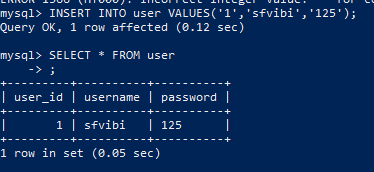 ERROR 1366 (HY000): Incorrect integer value: '' for co
mysql> INSERT INTO user VALUES('1','sfvibi','125');
Query OK, 1 row affected (0.12 sec)
mysql> SELECT * FROM user
    -> ;
+---------+----------+----------+
| user_id | username | password |
+---------+----------+----------+
|       1 | sfvibi   | 125      |
+---------+----------+----------+
1 row in set (0.05 sec)